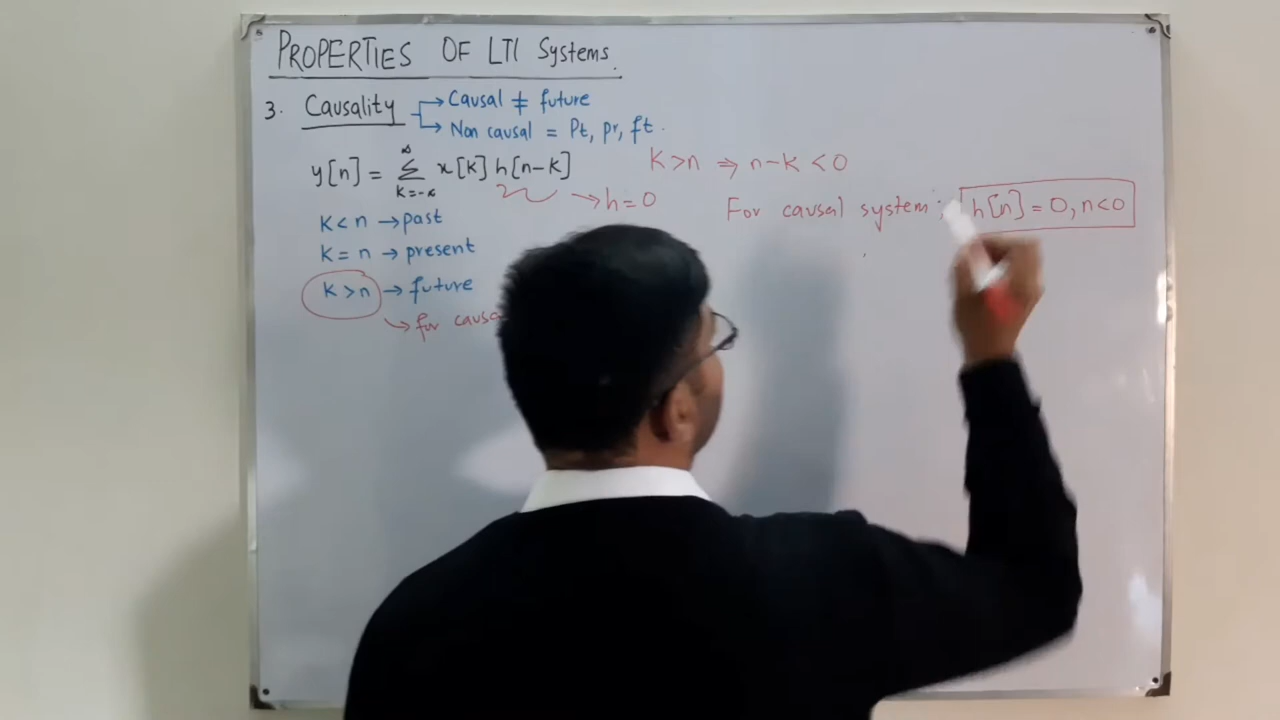 PROPERTIES OF LTI Systems.
3. Causality → Causal ≠ future
→ Non causal = Pt, pr, ft.
y[n] = ∞ Σ k=-∞ x[k] h[n-k]
→ h=0
k<n → past
k = n → present
k >n → future
↳ for
k>n ⇒ n-k <0
For causal system: h[n] = 0, n<0